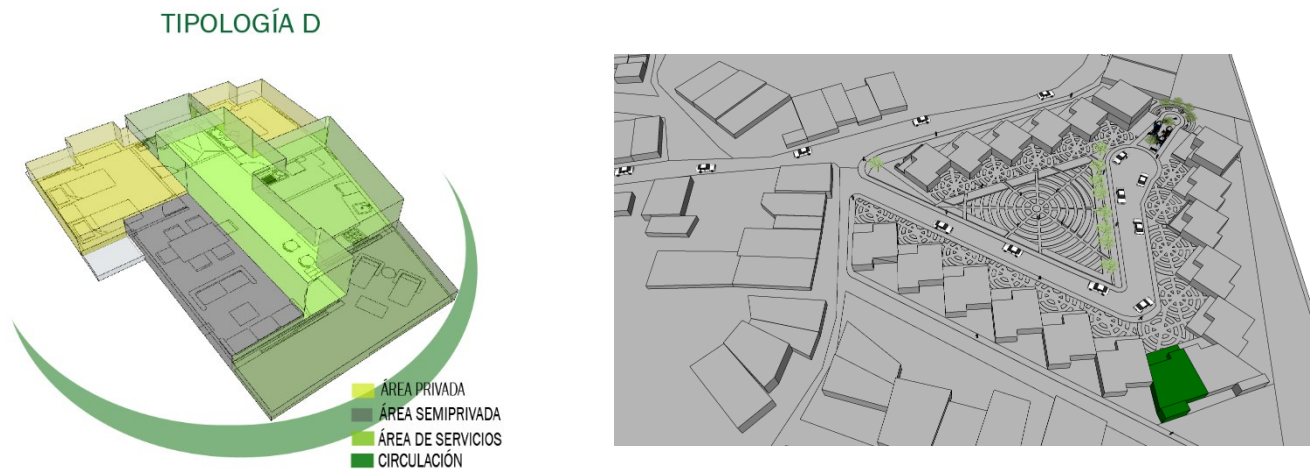 TIPOLOGÍA D
ÁREA PRIVADA
ÁREA SEMIPRIVADA
ÁREA DE SERVICIOS
CIRCULACIÓN